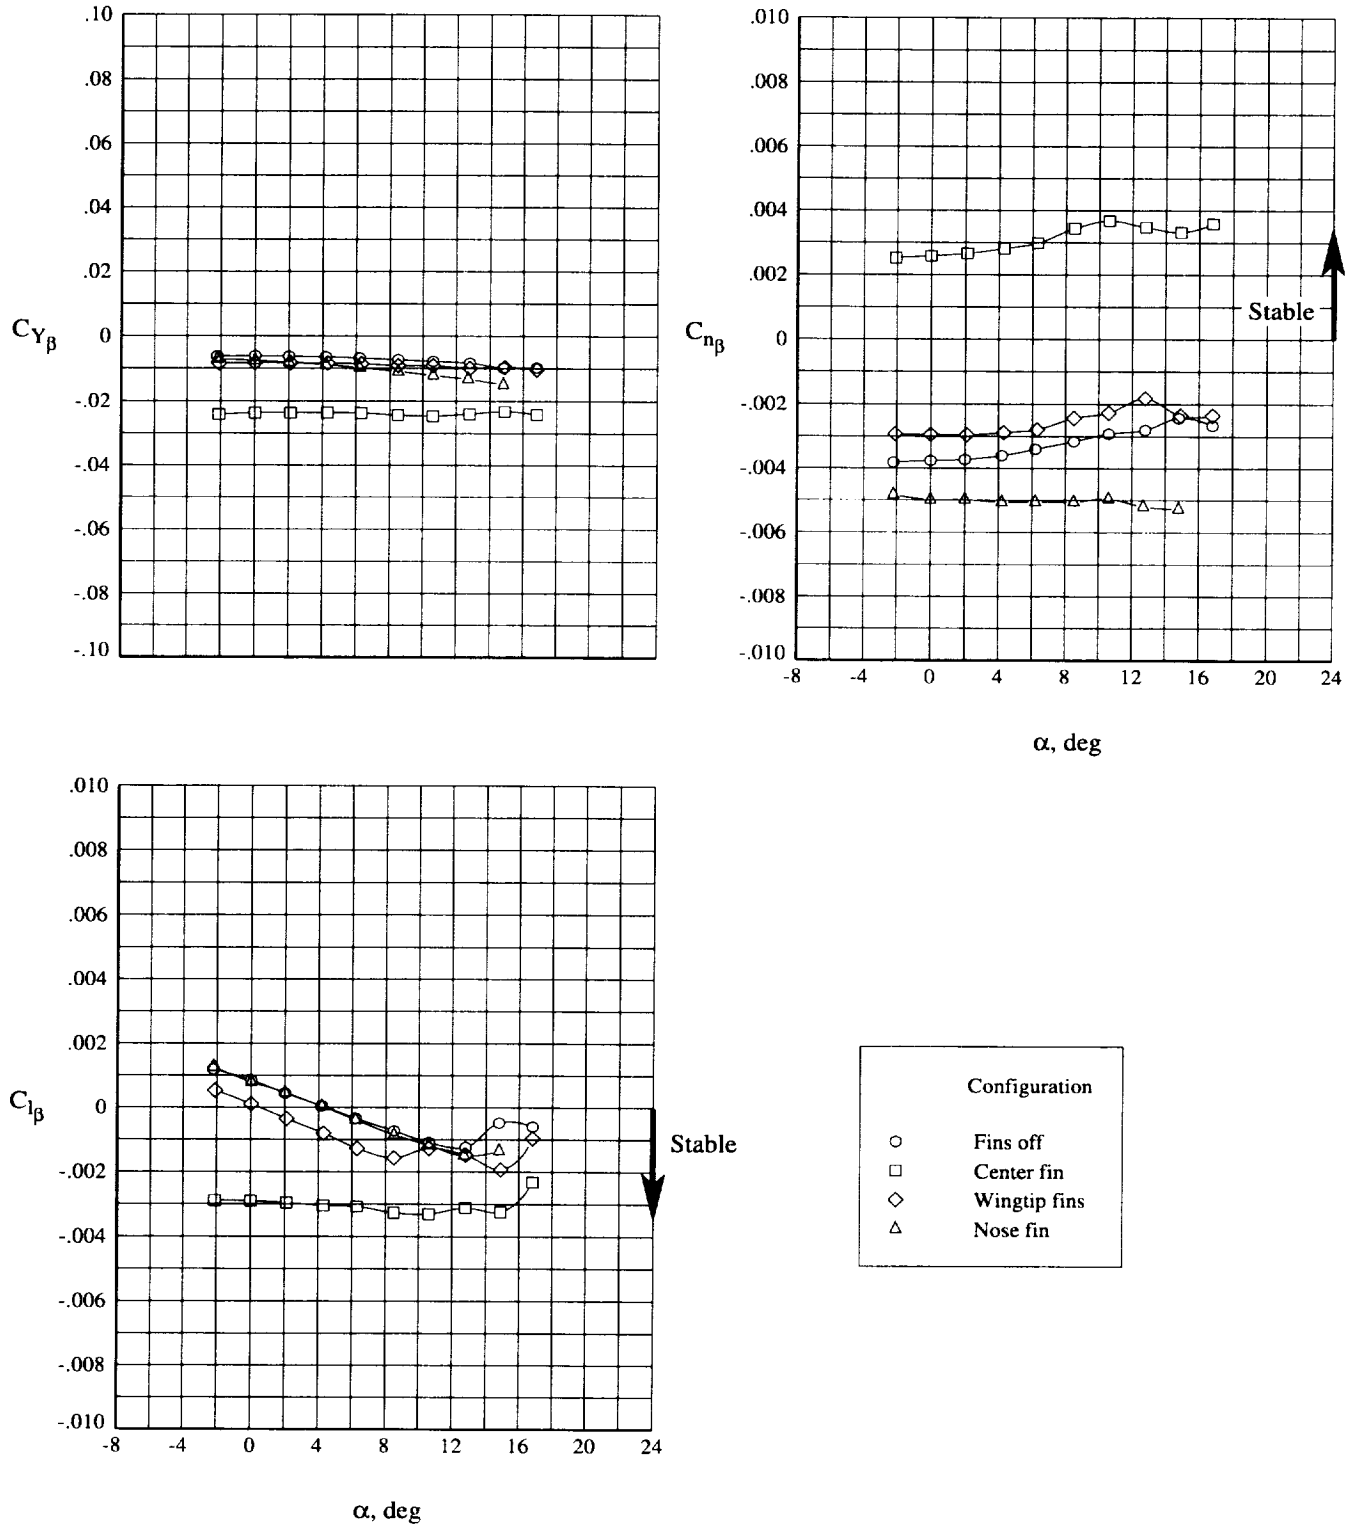 .10
.08
.06
.04
.02
0
-.02
-.04
-.06
-.08
-.10
C_Yβ
.010
.008
.006
.004
.002
0
-.002
-.004
-.006
-.008
-.010
C_nβ
Stable
-8 -4 0 4 8 12 16 20 24
α, deg
.010
.008
.006
.004
.002
0
-.002
-.004
-.006
-.008
-.010
C_lβ
Stable
-8 -4 0 4 8 12 16 20 24
α, deg
Configuration
Fins off
Center fin
Wingtip fins
Nose fin